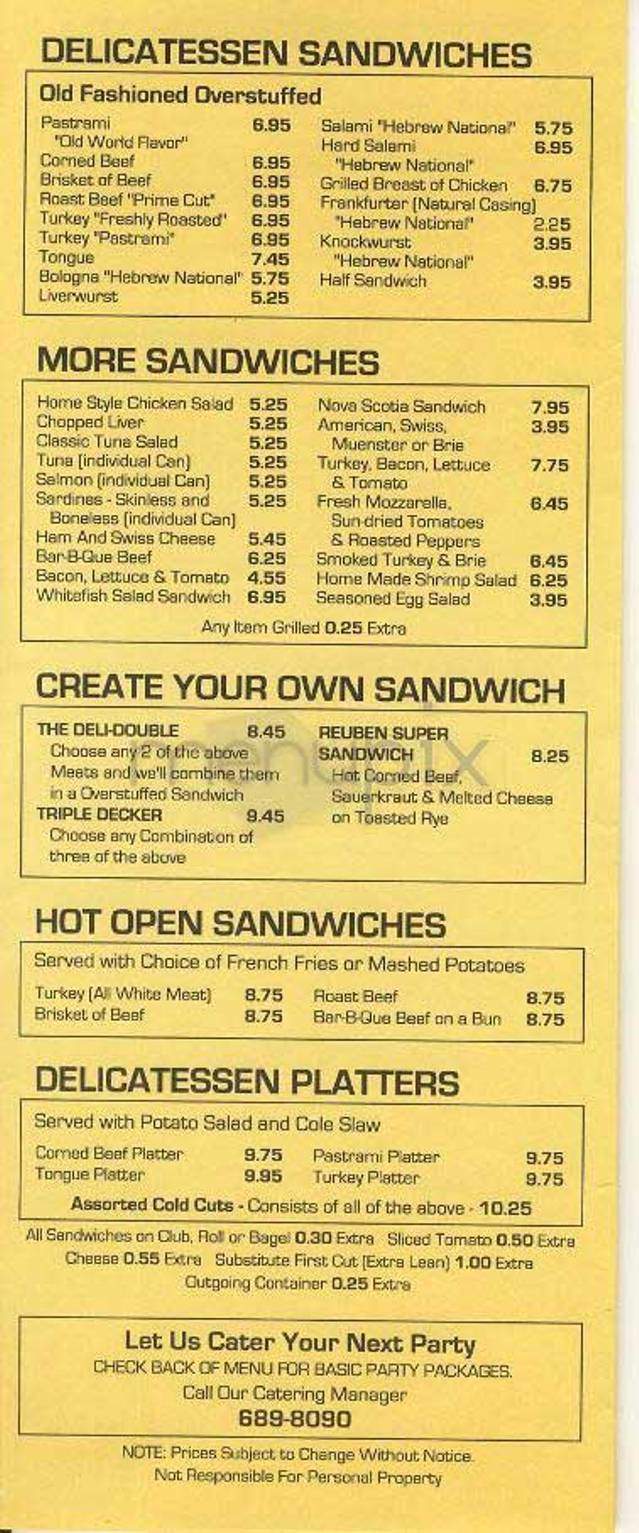 DELICATESSEN SANDWICHES
Old Fashioned Overstuffed
Pastrami 6.95
"Old World Flavor"
Corned Beef 6.95
Brisket of Beef 6.95
Roast Beef "Prime Cut" 6.95
Turkey "Freshly Roasted" 6.95
Turkey "Pastrami" 6.95
Tongue 7.45
Bologna "Hebrew National" 5.75
Liverwurst 5.25
Salami "Hebrew National" 5.75
Hard Salami 6.95
"Hebrew National"
Grilled Breast of Chicken 6.75
Frankfurter (Natural Casing)
"Hebrew National" 2.25
Knockwurst 3.95
"Hebrew National"
Half Sandwich 3.95
MORE SANDWICHES
Home Style Chicken Salad 5.25
Chopped Liver 5.25
Classic Tuna Salad 5.25
Tuna (individual Can) 5.25
Salmon (individual Can) 5.25
Sardines - Skinless and 5.25
Boneless (individual Can)
Ham And Swiss Cheese 5.45
Bar-B-Que Beef 6.25
Bacon, Lettuce & Tomato 4.55
Whitefish Salad Sandwich 6.95
Nova Scotia Sandwich 7.95
American, Swiss, 3.95
Muenster or Brie
Turkey, Bacon, Lettuce 7.75
& Tomato
Fresh Mozzarella, 6.45
Sun-dried Tomatoes
& Roasted Peppers
Smoked Turkey & Brie 6.45
Home Made Shrimp Salad 6.25
Seasoned Egg Salad 3.95
Any Item Grilled 0.25 Extra
CREATE YOUR OWN SANDWICH
THE DELI-DOUBLE 8.45
Choose any 2 of the above
Meats and we'll combine them
in a Overstuffed Sandwich
TRIPLE DECKER 9.45
Choose any Combination of
three of the above
REUBEN SUPER
SANDWICH 8.25
Hot Corned Beef,
Sauerkraut & Melted Cheese
on Toasted Rye
HOT OPEN SANDWICHES
Served with Choice of French Fries or Mashed Potatoes
Turkey (All White Meat) 8.75
Brisket of Beef 8.75
Roast Beef 8.75
Bar-B-Que Beef on a Bun 8.75
DELICATESSEN PLATTERS
Served with Potato Salad and Cole Slaw
Corned Beef Platter 9.75
Tongue Platter 9.95
Pastrami Platter 9.75
Turkey Platter 9.75
Assorted Cold Cuts - Consists of all of the above - 10.25
All Sandwiches on Club, Roll or Bagel 0.30 Extra Sliced Tomato 0.50 Extra
Cheese 0.55 Extra Substitute First Cut (Extra Lean) 1.00 Extra
Outgoing Container 0.25 Extra
Let Us Cater Your Next Party
CHECK BACK OF MENU FOR BASIC PARTY PACKAGES.
Call Our Catering Manager
689-8090
NOTE: Prices Subject to Change Without Notice.
Not Responsible For Personal Property